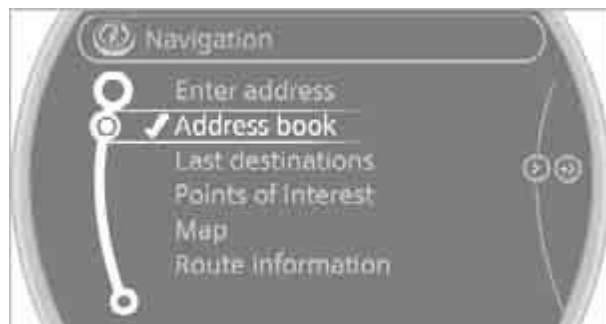 Navigation
Enter address
Address book
Last destinations
Points of Interest
Map
Route information